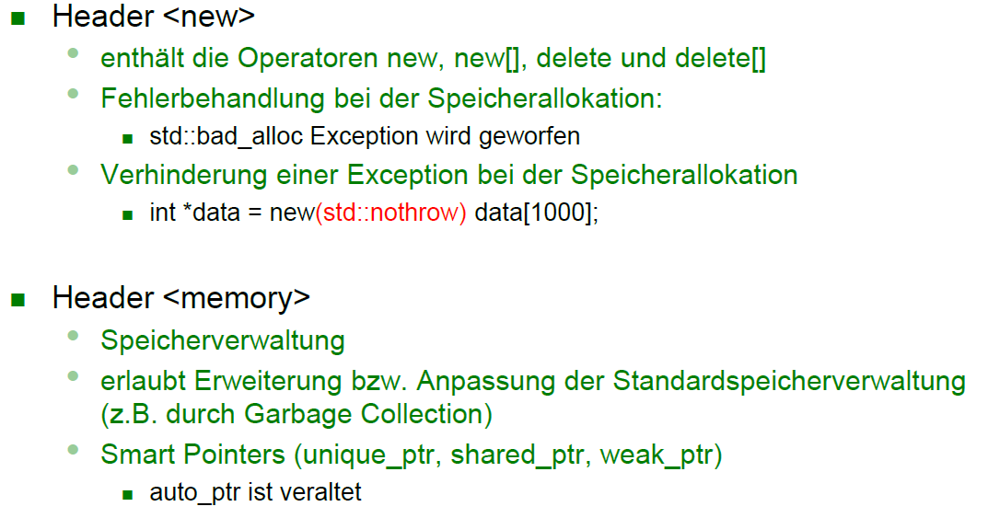 Header <new>
enthält die Operatoren new, new[], delete und delete[]
Fehlerbehandlung bei der Speicherallokation:
std::bad_alloc Exception wird geworfen
Verhinderung einer Exception bei der Speicherallokation
int *data = new(std::nothrow) data[1000];
Header <memory>
Speicherverwaltung
erlaubt Erweiterung bzw. Anpassung der Standardspeicherverwaltung
(z.B. durch Garbage Collection)
Smart Pointers (unique_ptr, shared_ptr, weak_ptr)
auto_ptr ist veraltet